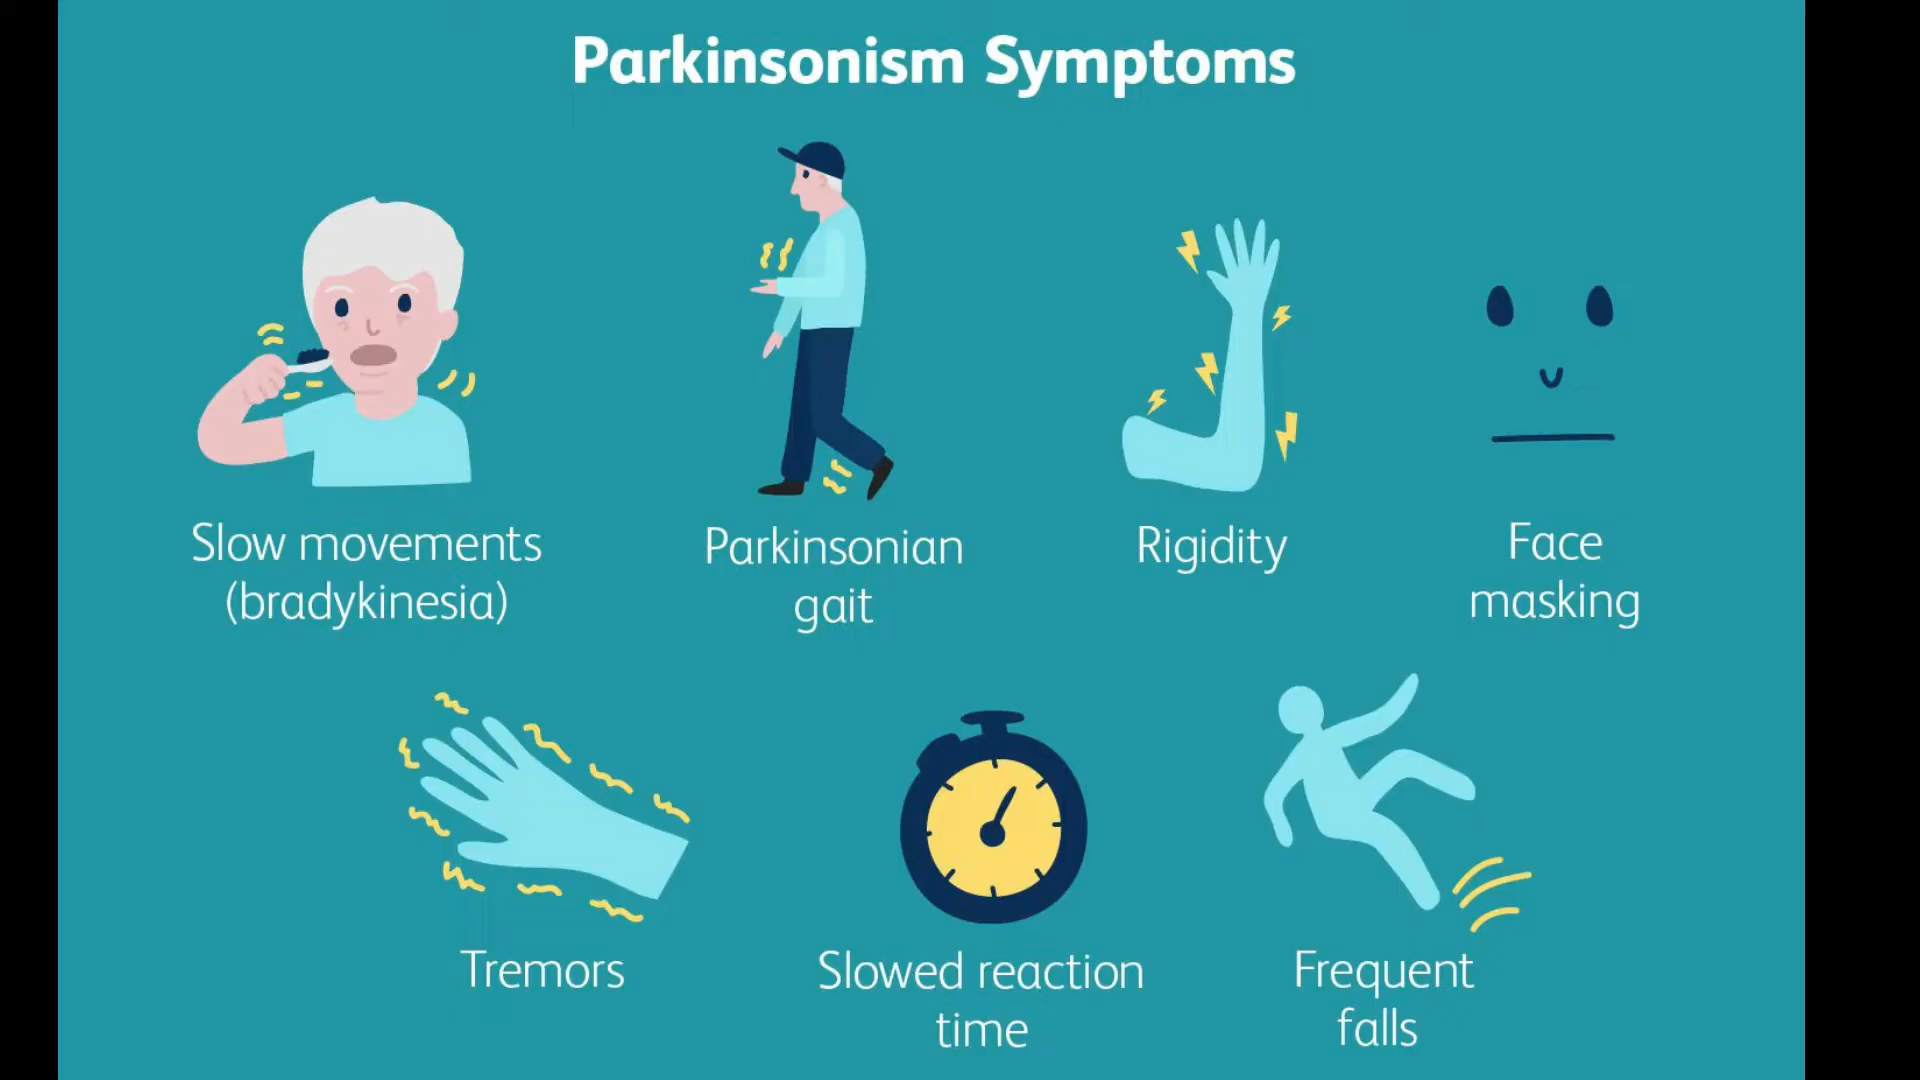 Parkinsonism Symptoms
Slow movements
(bradykinesia)
Parkinsonian
gait
Rigidity
Face
masking
Tremors
Slowed reaction
time
Frequent
falls